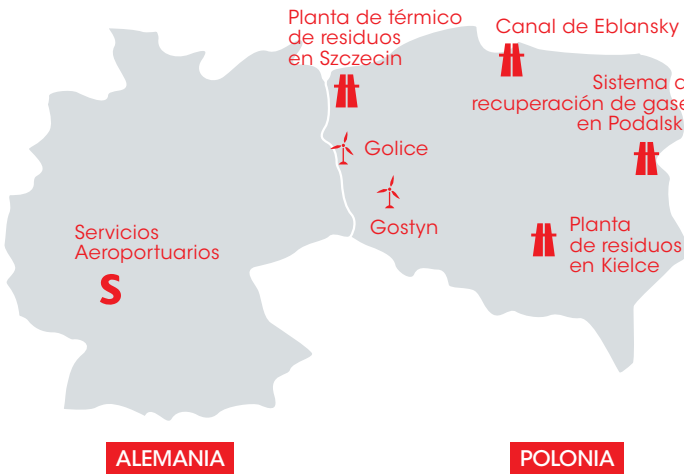 Planta de térmico
de residuos
en Szczecin
Canal de Eblansky
Sistema
recuperación de
en Podalsk
Golice
Gostyn
Servicios
Aeroportuarios
S
Planta
de residuos
en Kielce
ALEMANIA
POLONIA